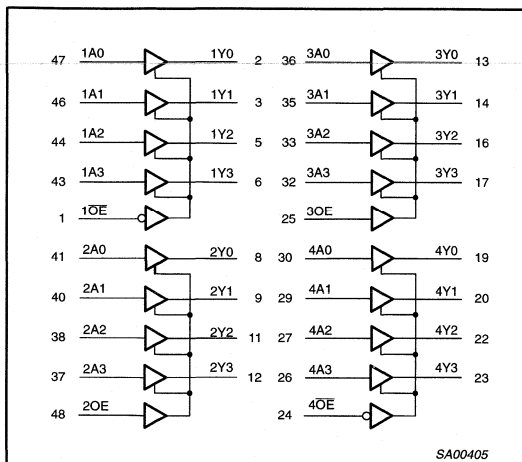 47 1A0 1Y0 2 36 3A0 3Y0 13
46 1A1 1Y1 3 35 3A1 3Y1 14
44 1A2 1Y2 5 33 3A2 3Y2 16
43 1A3 1Y3 6 32 3A3 3Y3 17
1 1O̅E̅ 25 3OE
41 2A0 2Y0 8 30 4A0 4Y0 19
40 2A1 2Y1 9 29 4A1 4Y1 20
38 2A2 2Y2 11 27 4A2 4Y2 22
37 2A3 2Y3 12 26 4A3 4Y3 23
48 2OE 24 4O̅E̅
SA00405